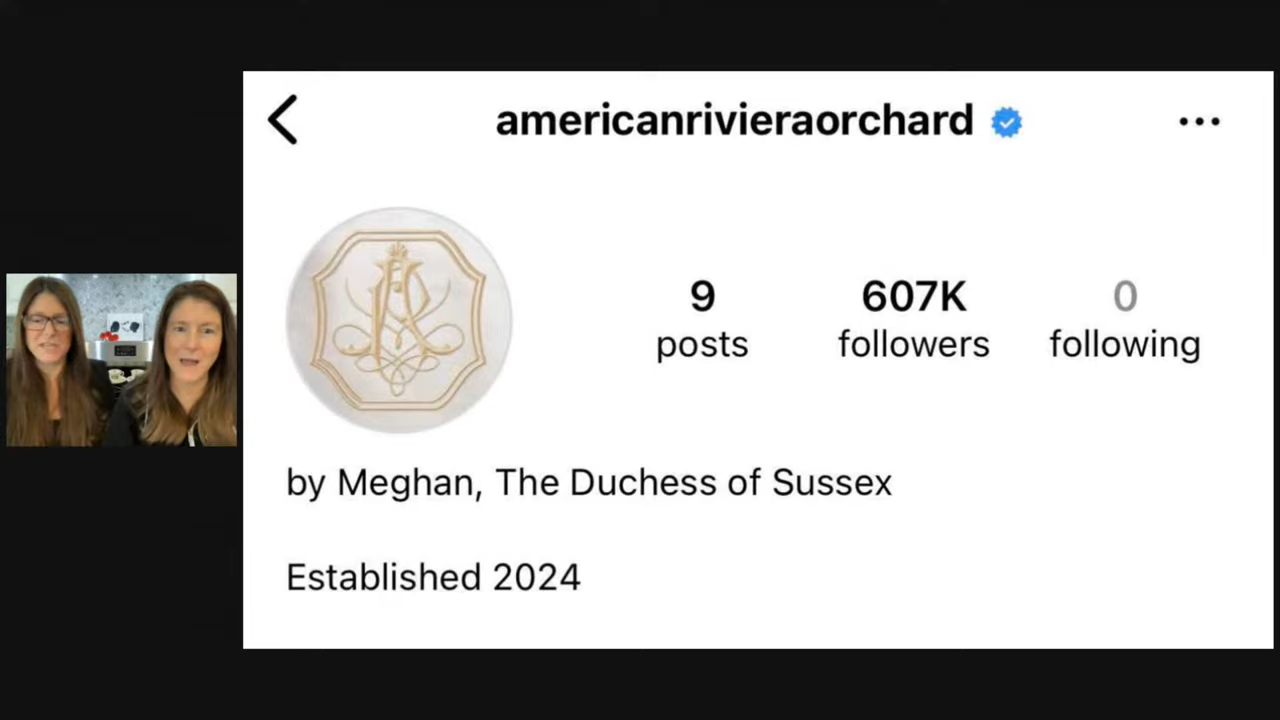 americanrivieraorchard
9 607K 0
posts followers following
by Meghan, The Duchess of Sussex
Established 2024